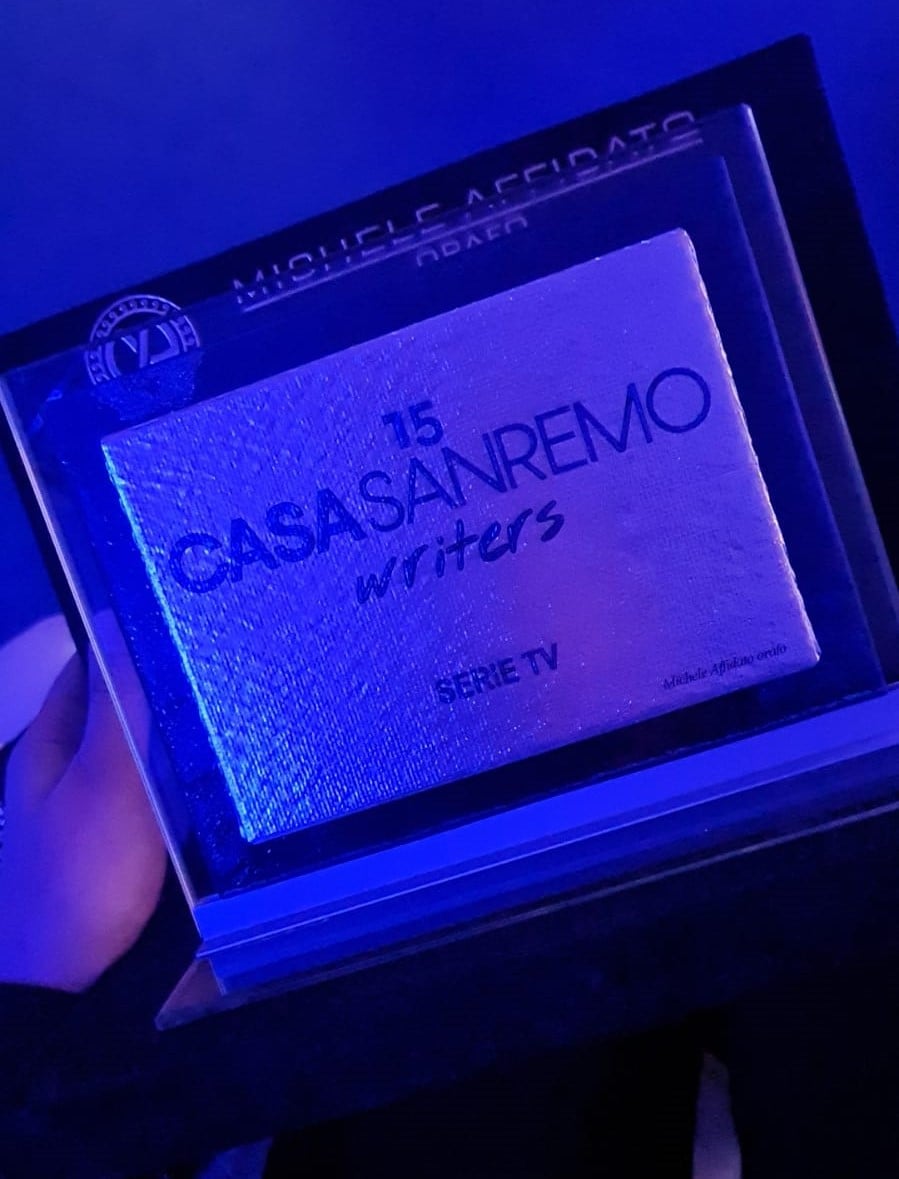 MICHELE AFFIDATO
ORAFO
15
CASASANREMO
writers
SERIE TV
Michele Affidato orafo